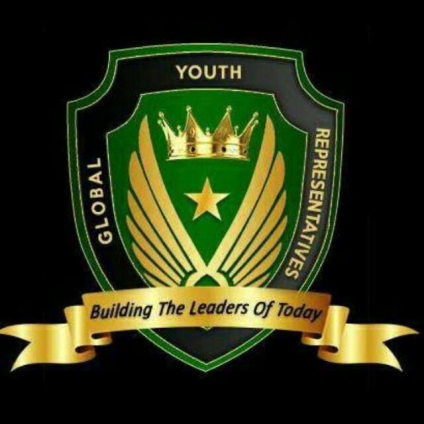 GLOBAL
YOUTH
REPRESENTATIVES
Building The Leaders Of Today